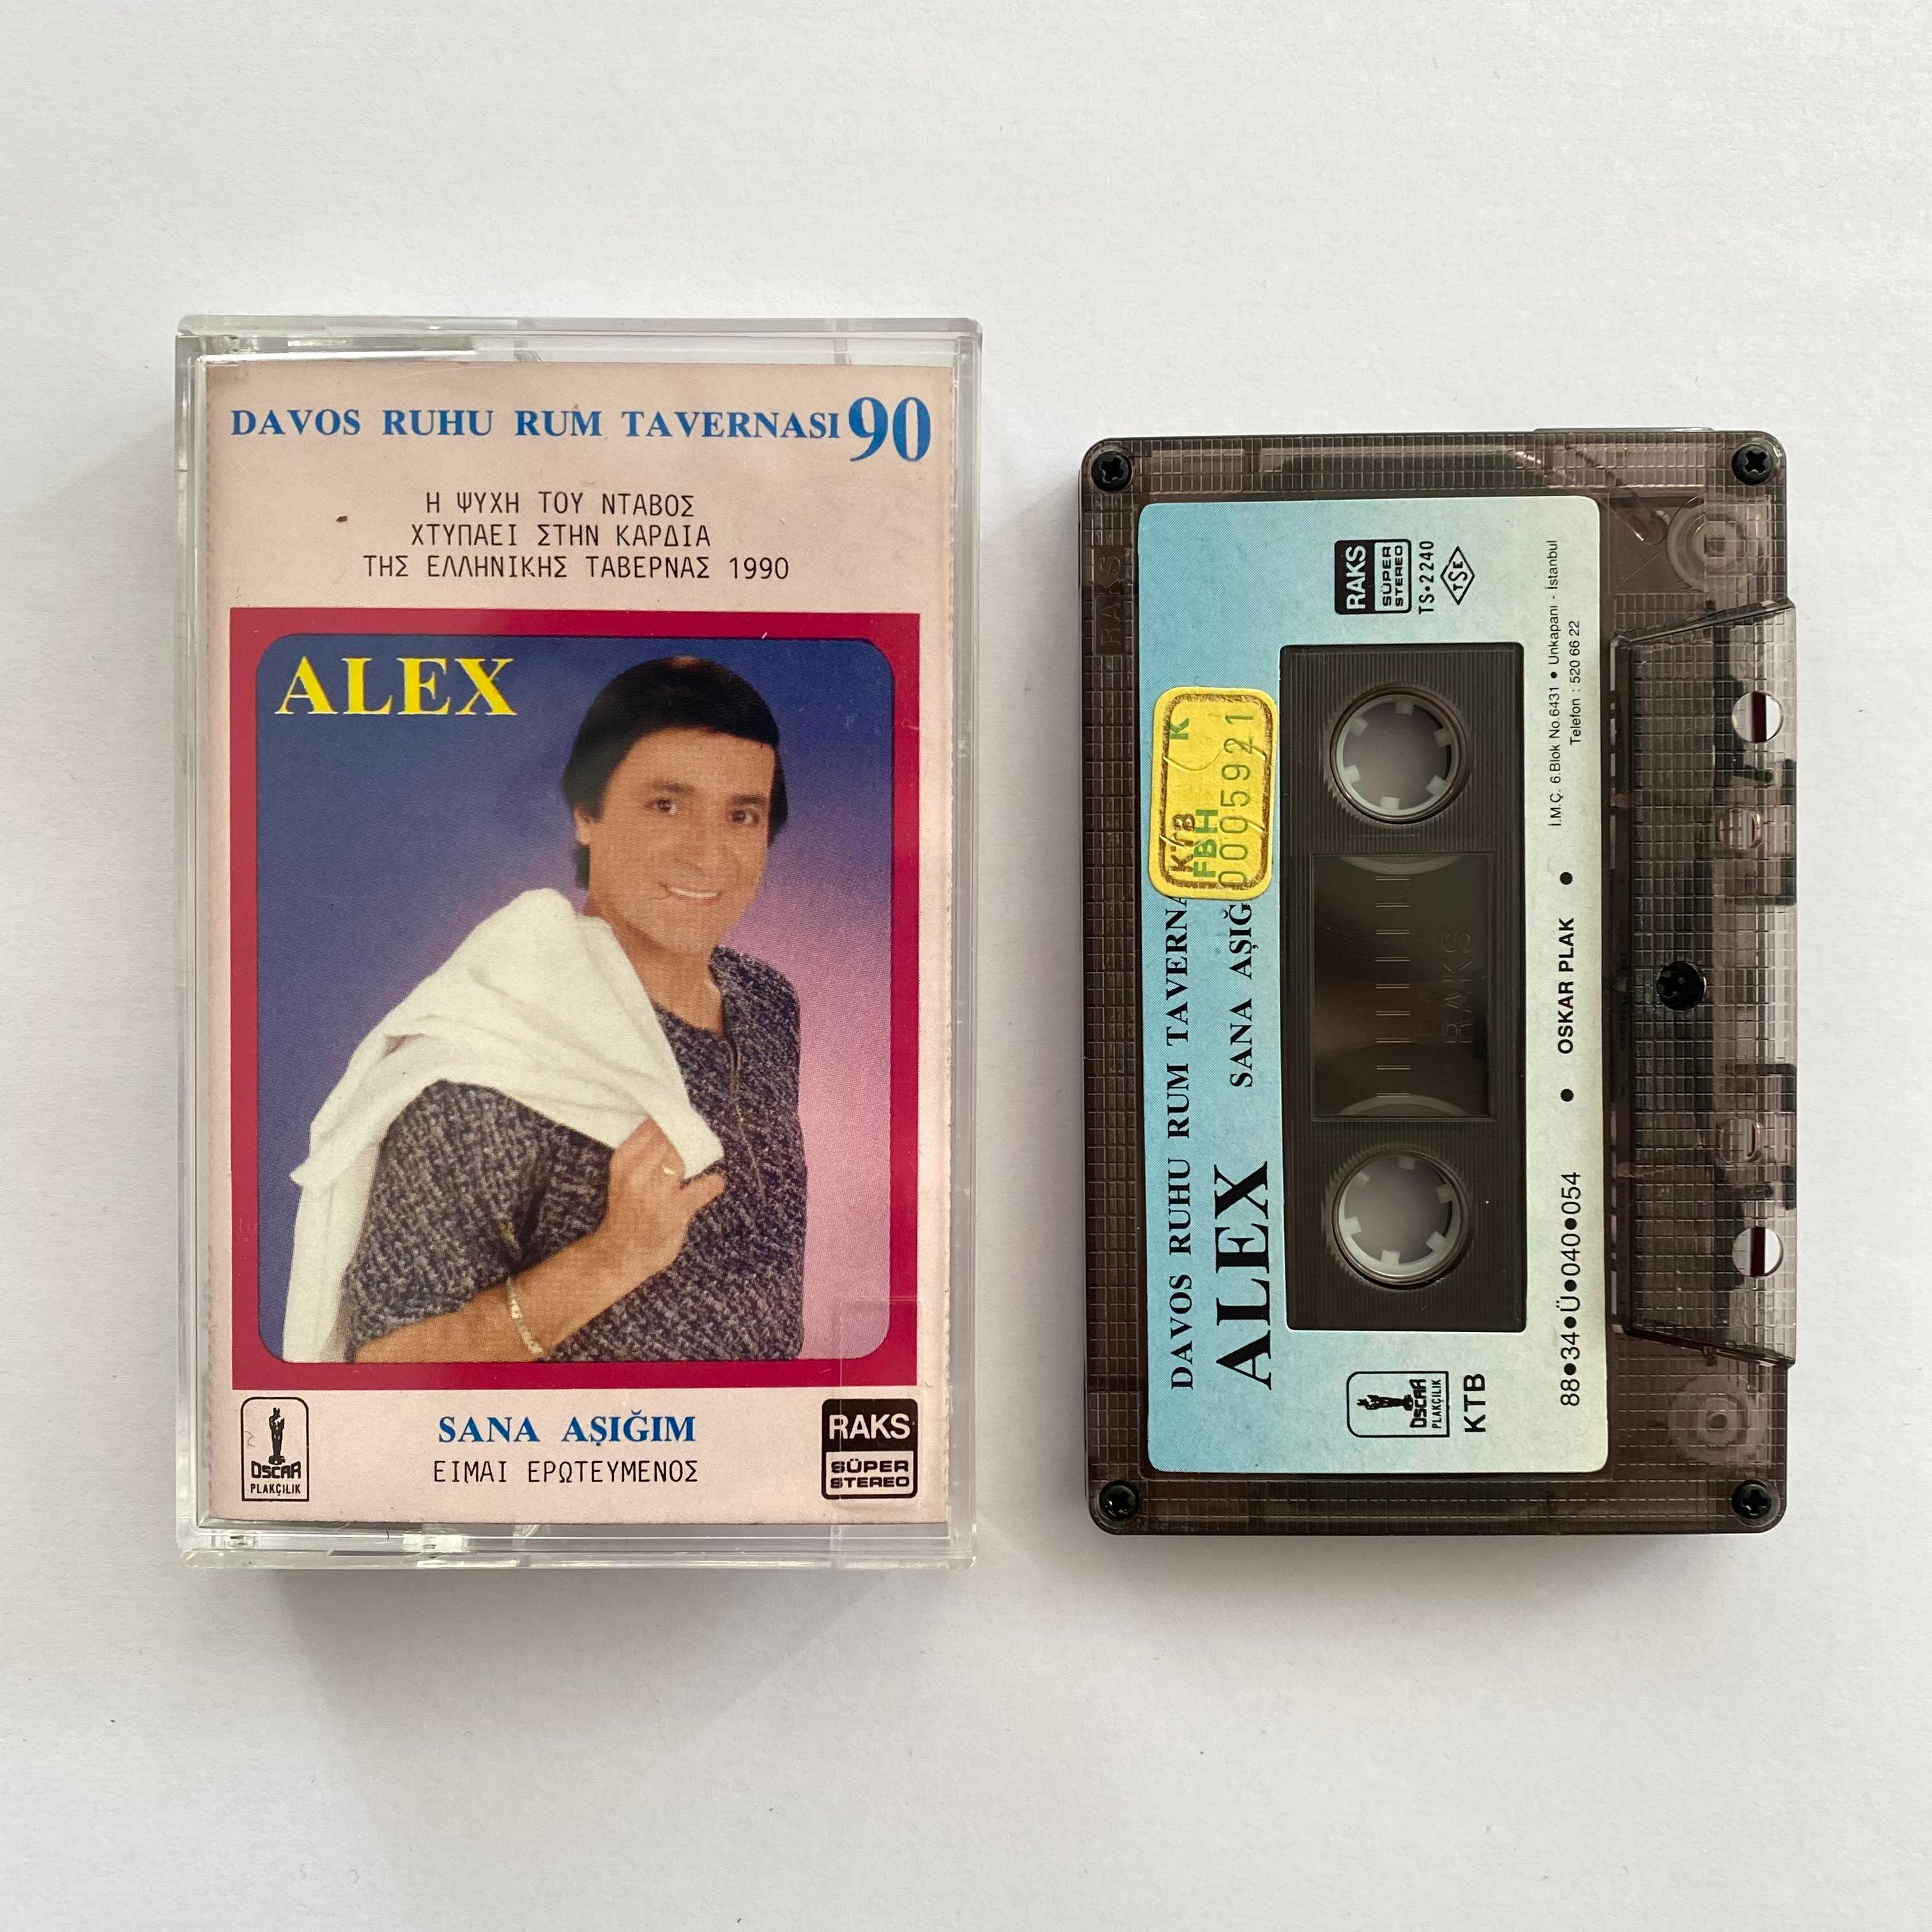 DAVOS RUHU RUM TAVERNASI 90
Η ΨΥΧΗ ΤΟΥ ΝΤΑΒΟΣ
ΧΤΥΠΑΕΙ ΣΤΗΝ ΚΑΡΔΙΑ
ΤΗΣ ΕΛΛΗΝΙΚΗΣ ΤΑΒΕΡΝΑΣ 1990
ALEX
SANA AŞIĞIM
ΕΙΜΑΙ ΕΡΩΤΕΥΜΕΝΟΣ
OSCAR
PLAKÇILIK
RAKS
SÜPER
STEREO
DAVOS RUHU RUM TAVERNA
ALEX SANA AŞIĞ
KTB K
FBH
0005921
RAKS
SÜPER
STEREO
TS•2240
TSE
RAKS
RAKS
OSCAR
PLAKÇILIK
KTB
88•34•Ü•040•054
• OSKAR PLAK •
İ.M.Ç. 6.Blok No.6431 • Unkapanı - İstanbul
Telefon : 520 66 22